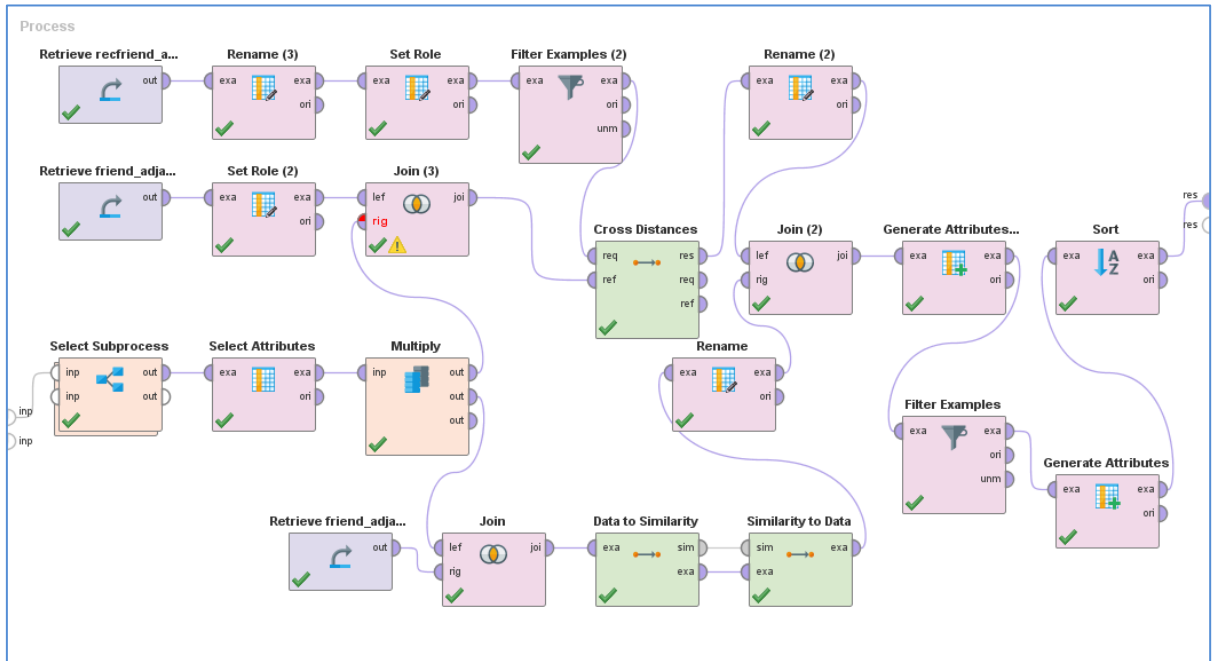 Process
Retrieve recfriend_a... Rename (3) Set Role Filter Examples (2) Rename (2)
out exa exa exa exa exa exa exa exa exa
ori ori ori ori
unm
Retrieve friend_adja... Set Role (2) Join (3)
out exa exa lef joi
ori rig
res
res
Cross Distances Join (2) Generate Attributes... Sort
req res lef joi exa exa exa exa
ref req rig ori ori
ref
Select Subprocess Select Attributes Multiply Rename
inp out exa exa inp out exa exa
inp out ori out ori
out
inp
inp
Filter Examples
exa exa
ori
unm
Generate Attributes
exa exa
ori
Retrieve friend_adja... Join Data to Similarity Similarity to Data
out lef joi exa sim sim exa
rig exa exa